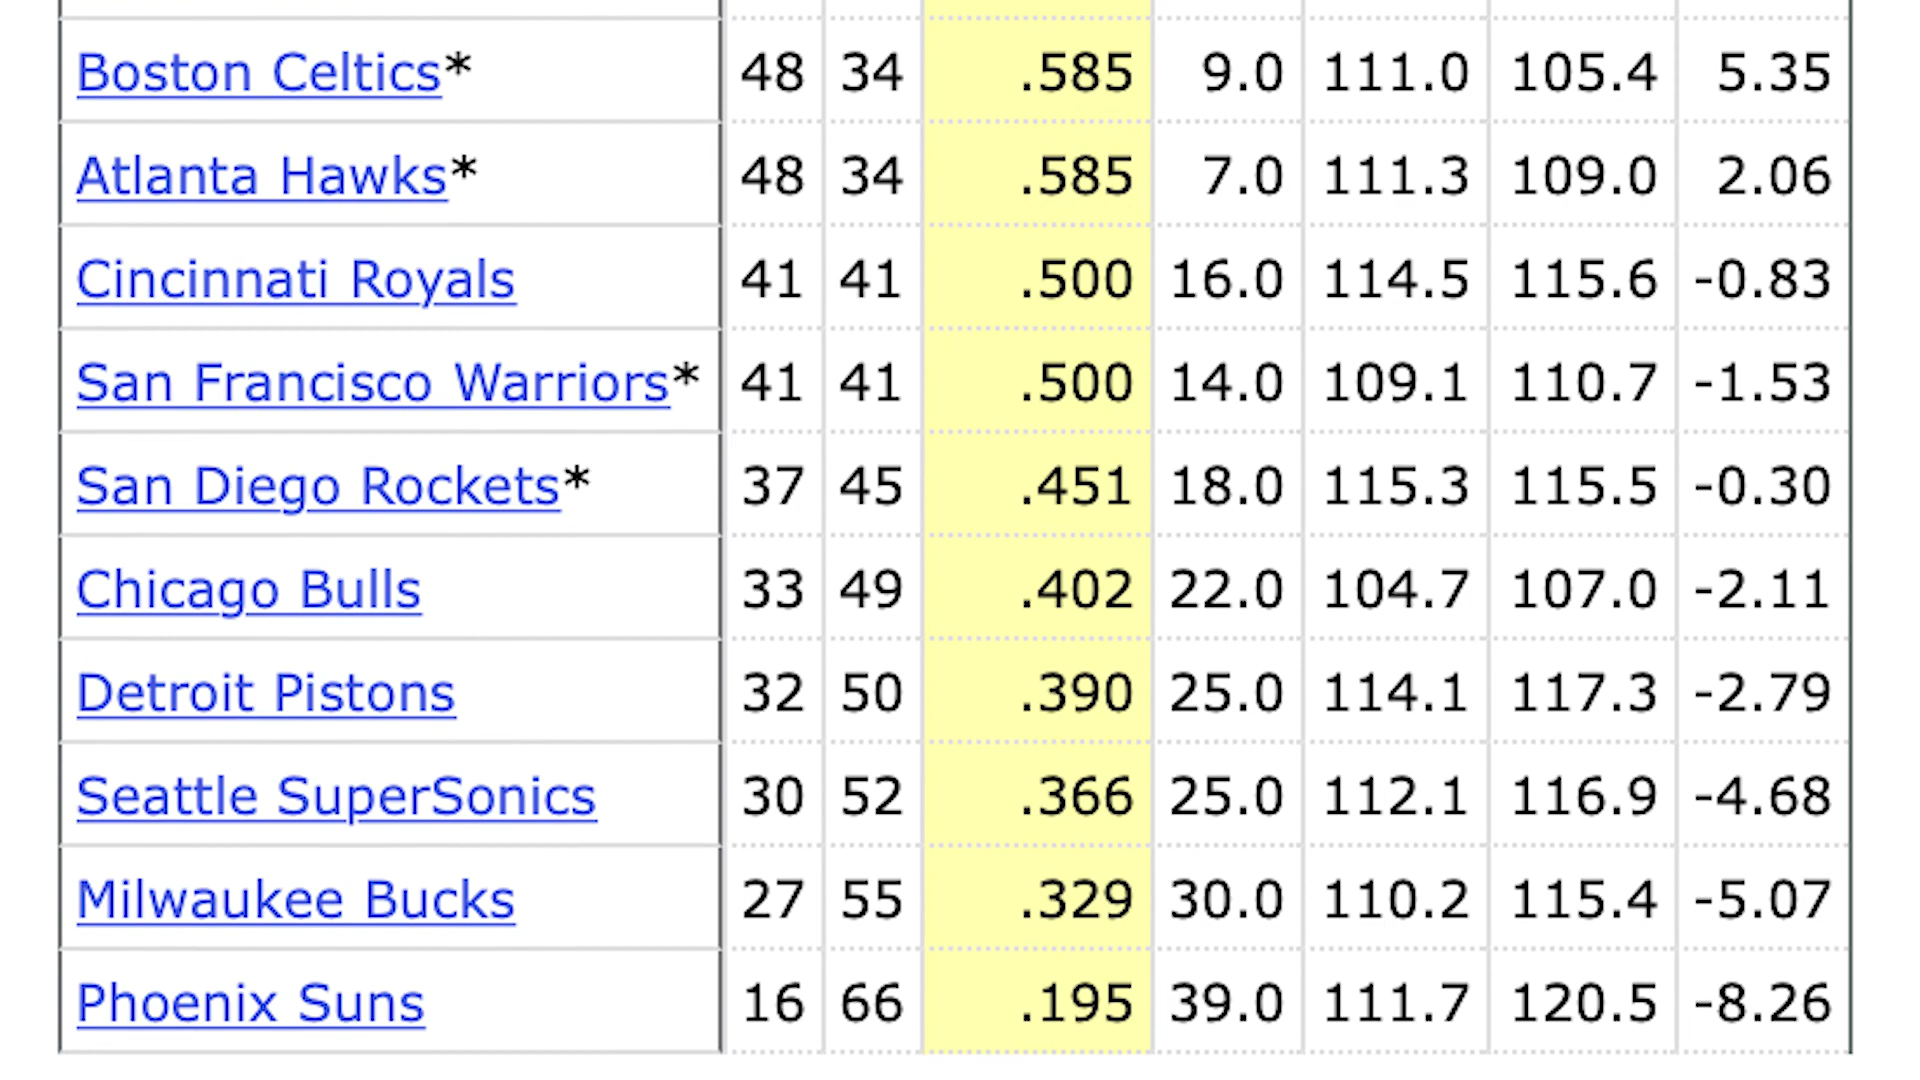 Boston Celtics* 48 34 .585 9.0 111.0 105.4 5.35
Atlanta Hawks* 48 34 .585 7.0 111.3 109.0 2.06
Cincinnati Royals 41 41 .500 16.0 114.5 115.6 -0.83
San Francisco Warriors* 41 41 .500 14.0 109.1 110.7 -1.53
San Diego Rockets* 37 45 .451 18.0 115.3 115.5 -0.30
Chicago Bulls 33 49 .402 22.0 104.7 107.0 -2.11
Detroit Pistons 32 50 .390 25.0 114.1 117.3 -2.79
Seattle SuperSonics 30 52 .366 25.0 112.1 116.9 -4.68
Milwaukee Bucks 27 55 .329 30.0 110.2 115.4 -5.07
Phoenix Suns 16 66 .195 39.0 111.7 120.5 -8.26